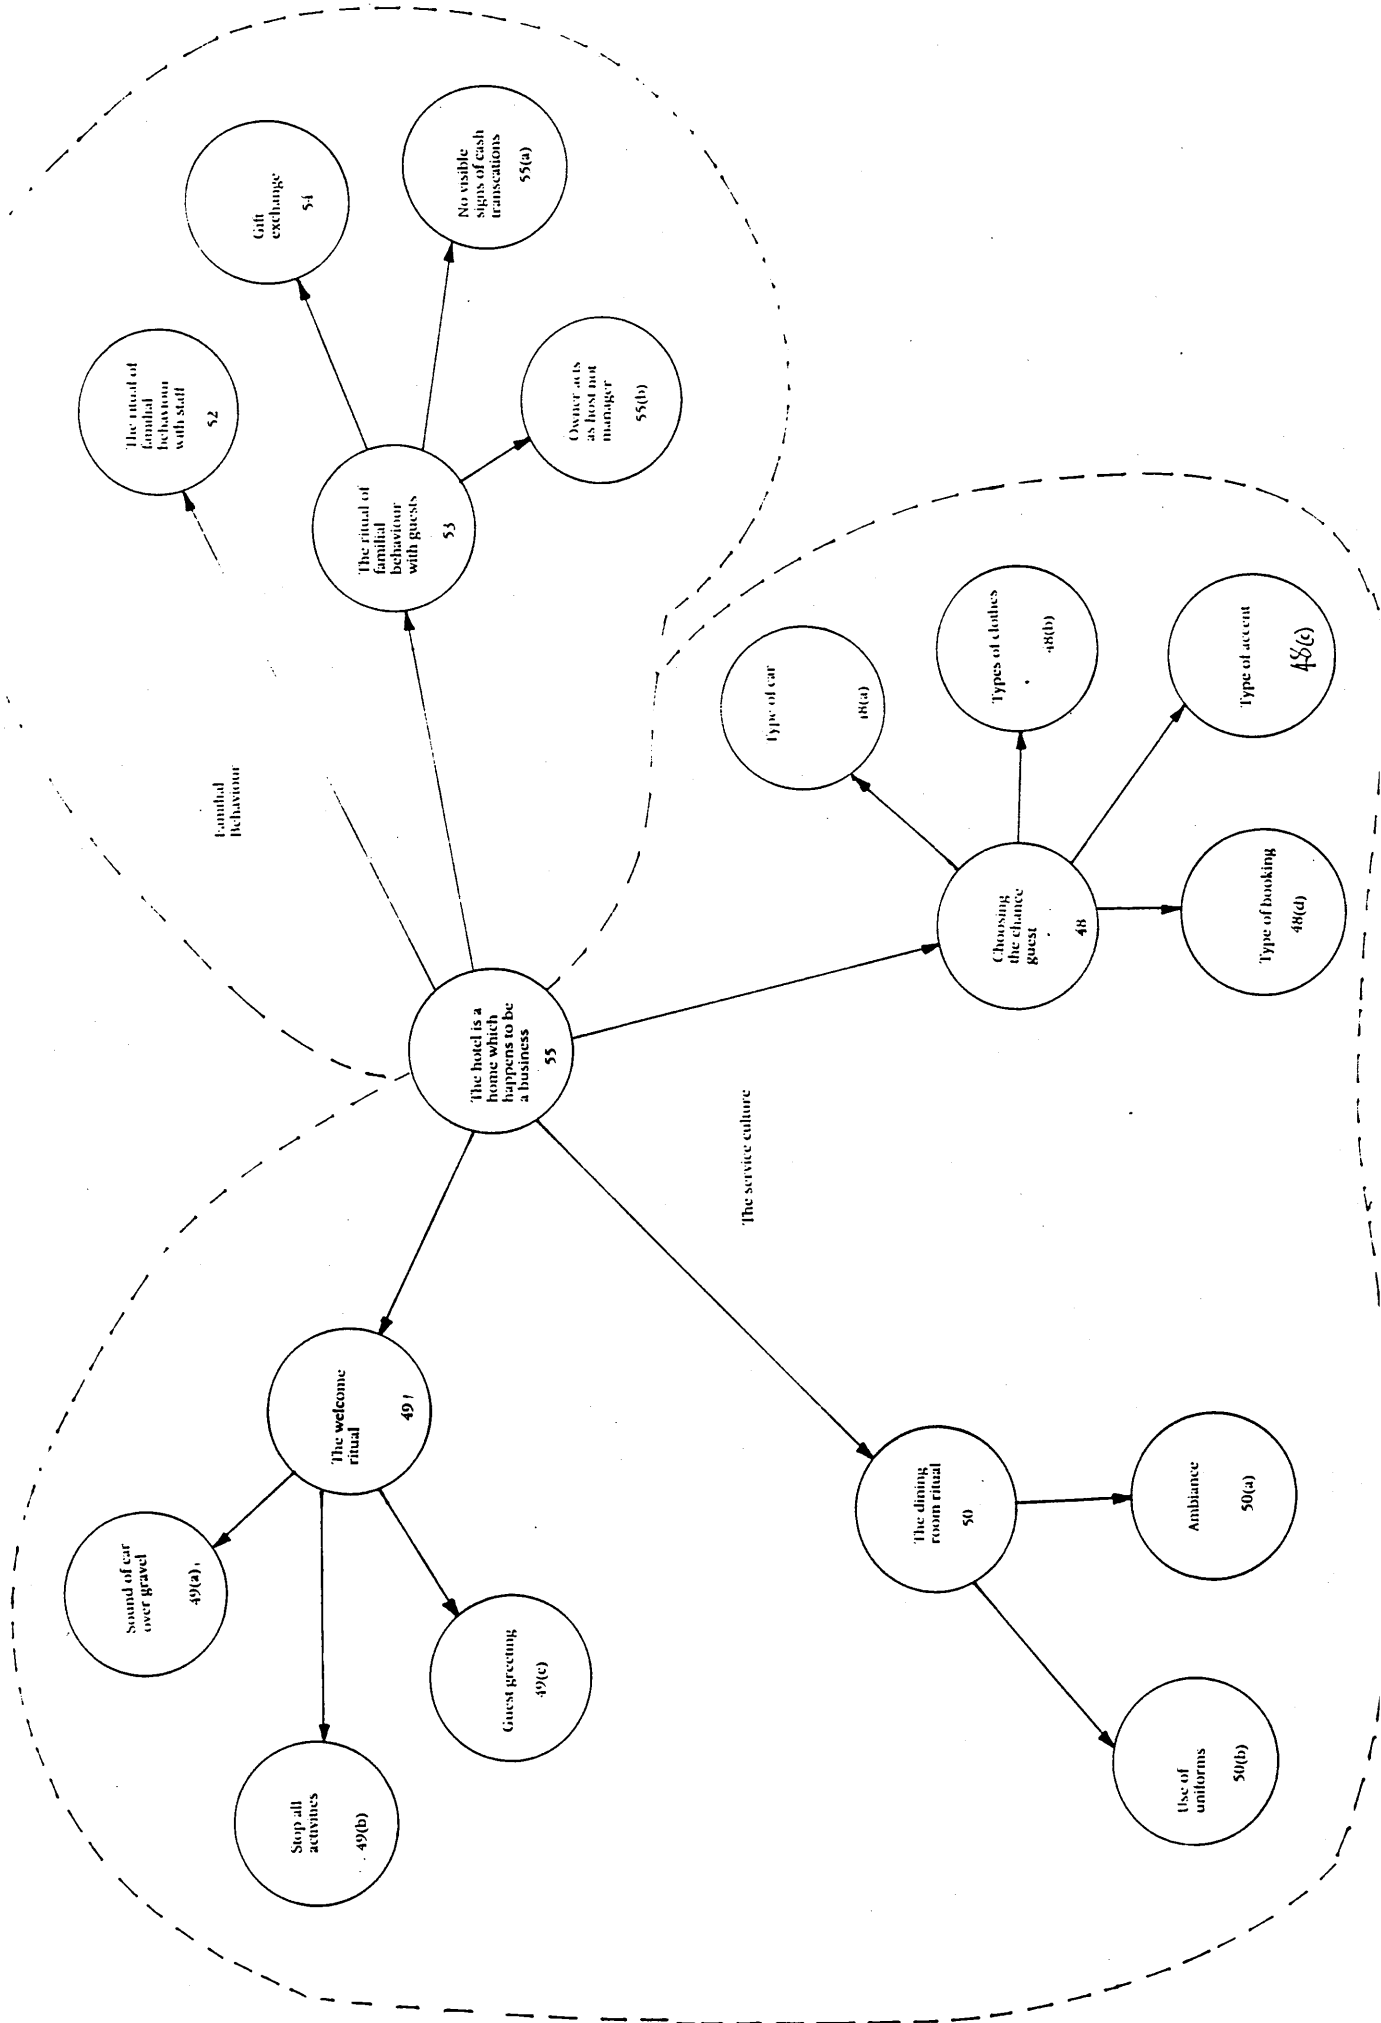 Sound of car
over gravel
49(a)
Stop all
activities
49(b)
Guest greeting
49(c)
The welcome
ritual
49
The hotel is a
home which
happens to be
a business
55
Familial
Behaviour
The ritual of
familial
behaviour
with staff
52
The ritual of
familial
behaviour
with guests
53
Gift
exchange
54
No visible
signs of cash
transcations
55(a)
Owner acts
as host not
manager
55(b)
The service culture
Use of
uniforms
50(b)
The dining
room ritual
50
Ambiance
50(a)
Choosing
the chance
guest
48
Type of car
48(a)
Types of clothes
48(b)
Type of accent
48(c)
Type of booking
48(d)